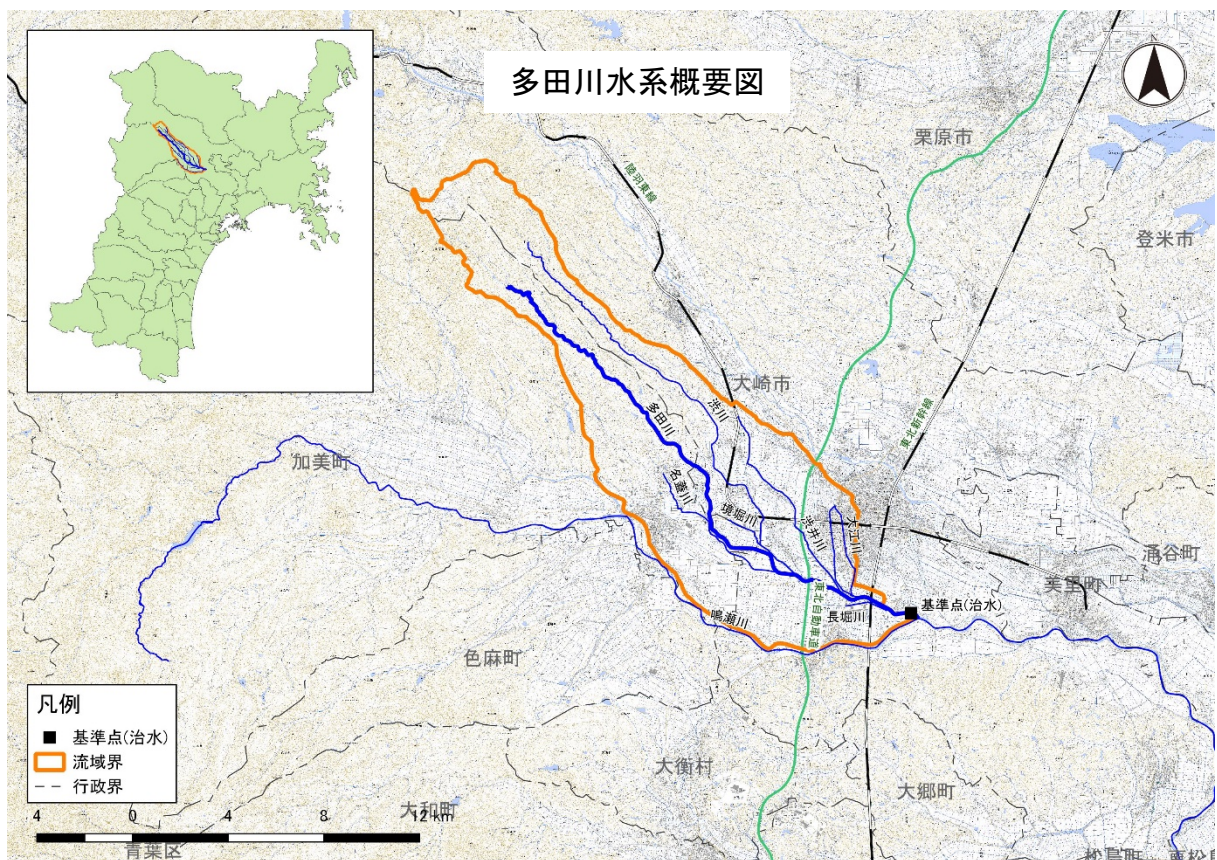 多田川水系概要図
N
栗原市
陸羽東線
登米市
大崎市
東北新幹線
多田川
渋川
加美町
名蓋川
境堀川
渋井川
大江川
涌谷町
美里町
基準点(治水)
東北自動車道
長堀川
鳴瀬川
色麻町
凡例
基準点(治水)
流域界
行政界
大衡村
大郷町
大和町
4 0 4 8 12 km
青葉区
松島町